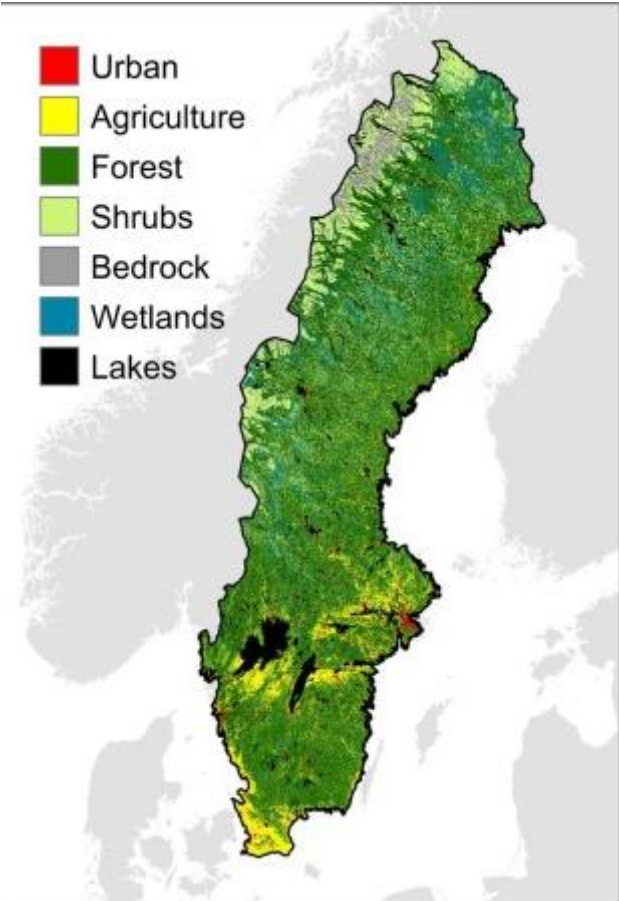 Urban
Agriculture
Forest
Shrubs
Bedrock
Wetlands
Lakes